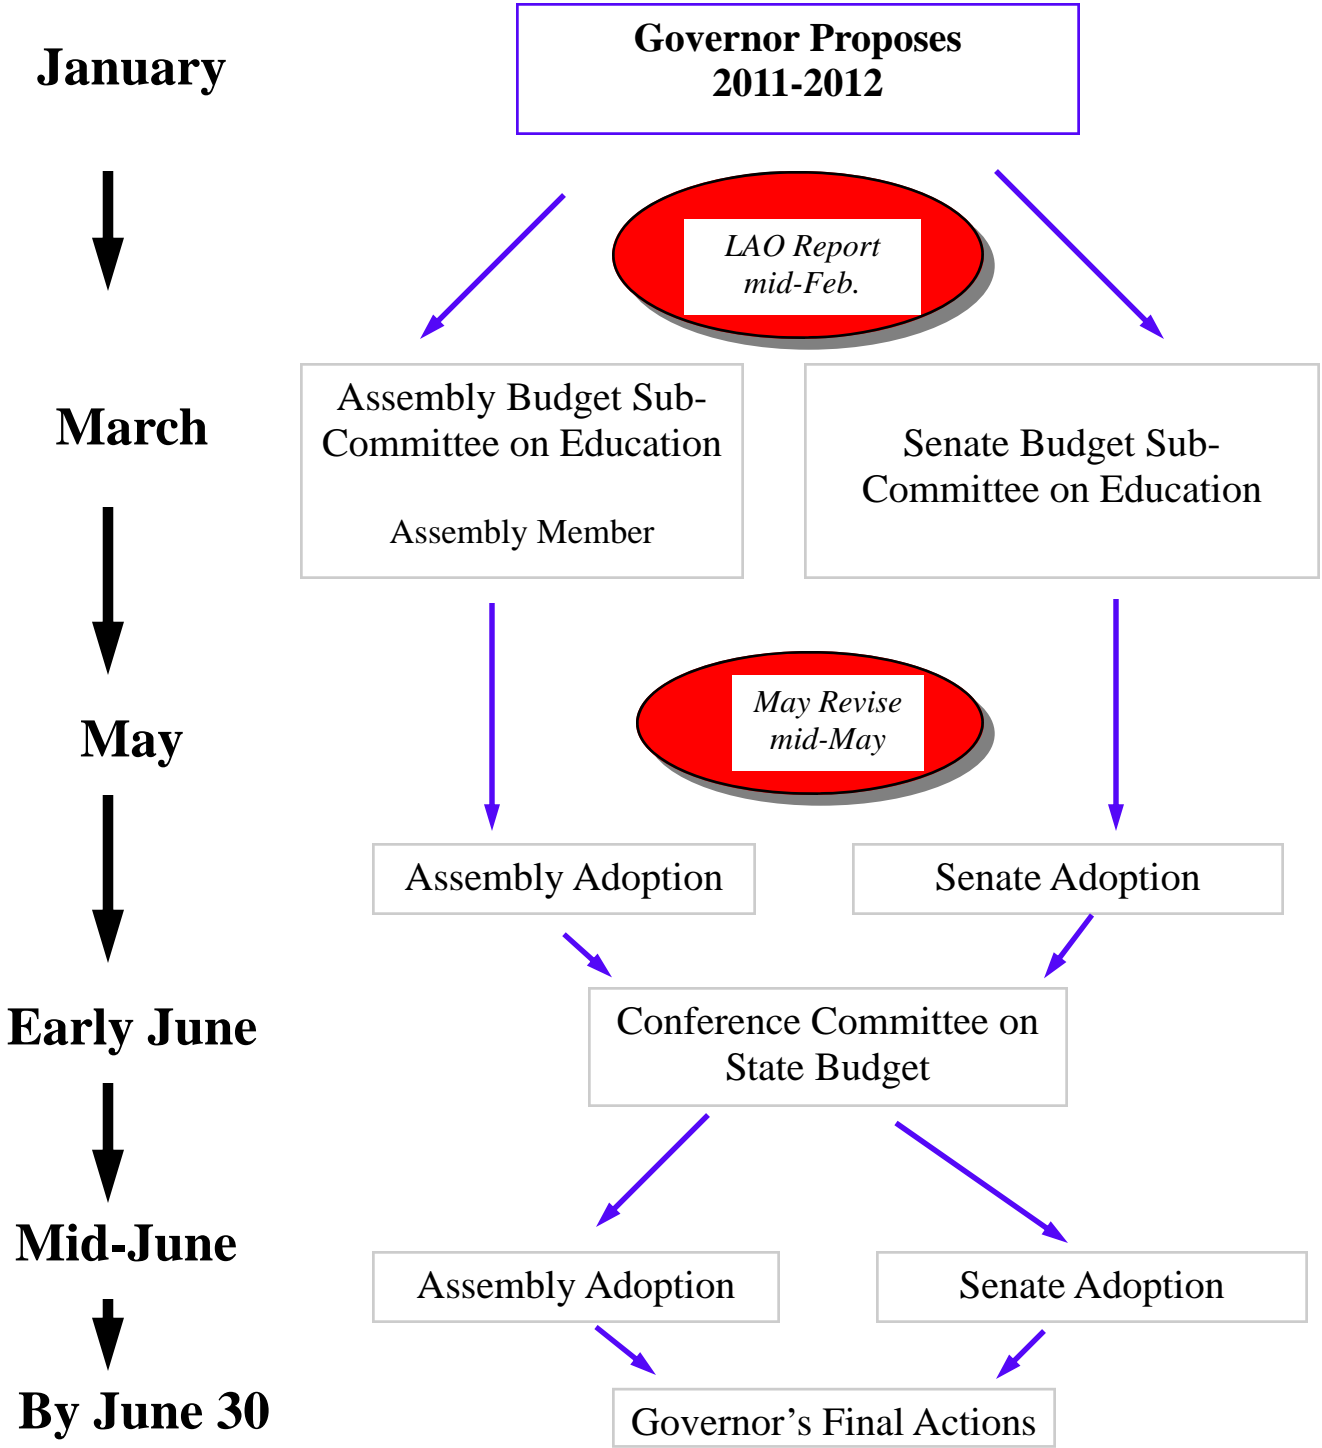 January
Governor Proposes
2011-2012
LAO Report
mid-Feb.
March
Assembly Budget Sub-
Committee on Education
Assembly Member
Senate Budget Sub-
Committee on Education
May
May Revise
mid-May
Assembly Adoption
Senate Adoption
Early June
Conference Committee on
State Budget
Mid-June
Assembly Adoption
Senate Adoption
By June 30
Governor’s Final Actions